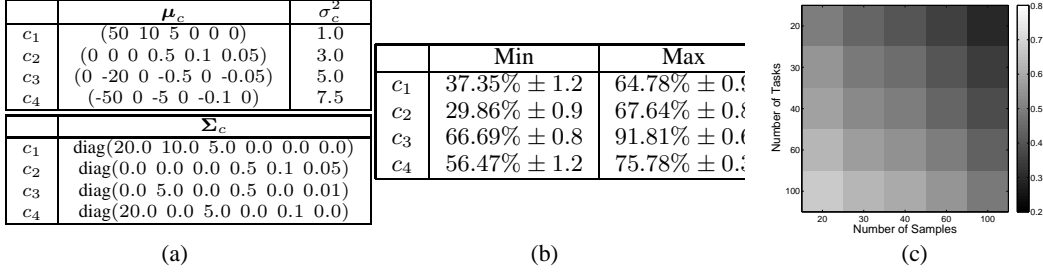 μ_c σ_c^2
c_1 (50 10 5 0 0 0) 1.0
c_2 (0 0 0 0.5 0.1 0.05) 3.0
c_3 (0 -20 0 -0.5 0 -0.05) 5.0
c_4 (-50 0 -5 0 -0.1 0) 7.5
Σ_c
c_1 diag(20.0 10.0 5.0 0.0 0.0 0.0)
c_2 diag(0.0 0.0 0.0 0.5 0.1 0.05)
c_3 diag(0.0 5.0 0.0 0.5 0.0 0.01)
c_4 diag(20.0 0.0 5.0 0.0 0.1 0.0)
(a)
Min Max
c_1 37.35% ± 1.2 64.78% ± 0.9
c_2 29.86% ± 0.9 67.64% ± 0.8
c_3 66.69% ± 0.8 91.81% ± 0.6
c_4 56.47% ± 1.2 75.78% ± 0.3
(b)
Number of Tasks
20
30
40
60
100
20 30 40 60 100
Number of Samples
0.8
0.7
0.6
0.5
0.4
0.3
0.2
(c)